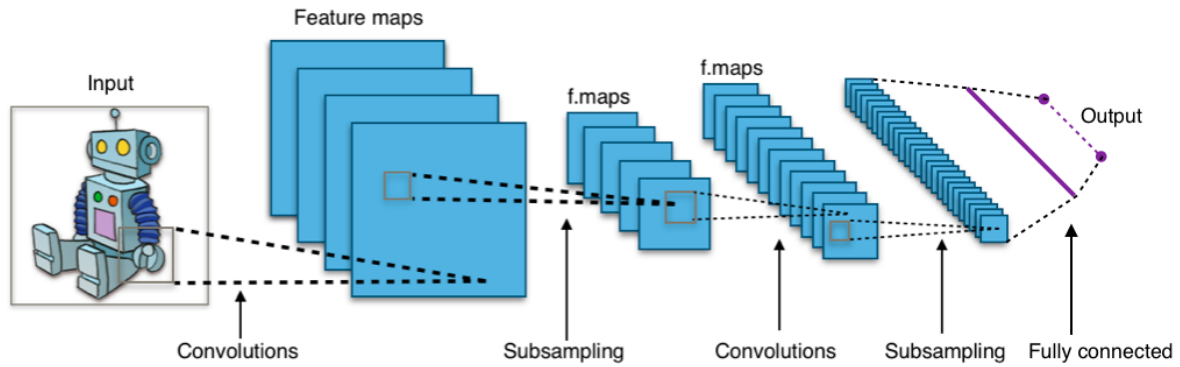 Feature maps
Input
f.maps
f.maps
Output
Convolutions
Subsampling
Convolutions
Subsampling
Fully connected